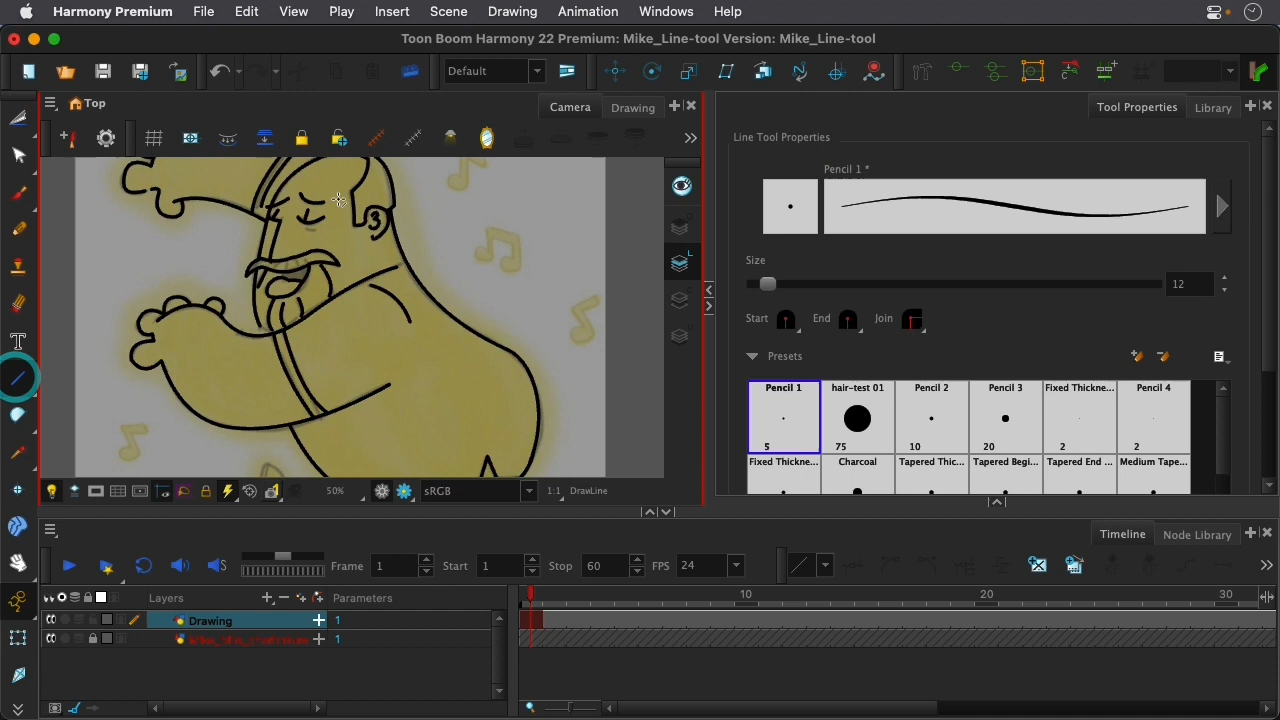 Harmony Premium File Edit View Play Insert Scene Drawing Animation Windows Help
Toon Boom Harmony 22 Premium: Mike_Line-tool Version: Mike_Line-tool
Default
Top Camera Drawing
Tool Properties Library
Line Tool Properties
Pencil 1 *
Size
12
Start End Join
Presets
Pencil 1 hair-test 01 Pencil 2 Pencil 3 Fixed Thickne... Pencil 4
5 75 10 20 2 2
Fixed Thickne... Charcoal Tapered Thic... Tapered Begi... Tapered End ... Medium Tape...
50% sRGB 1:1 DrawLine
Timeline Node Library
Frame 1 Start 1 Stop 60 FPS 24
Layers Parameters 10 20 30
Drawing 1
1